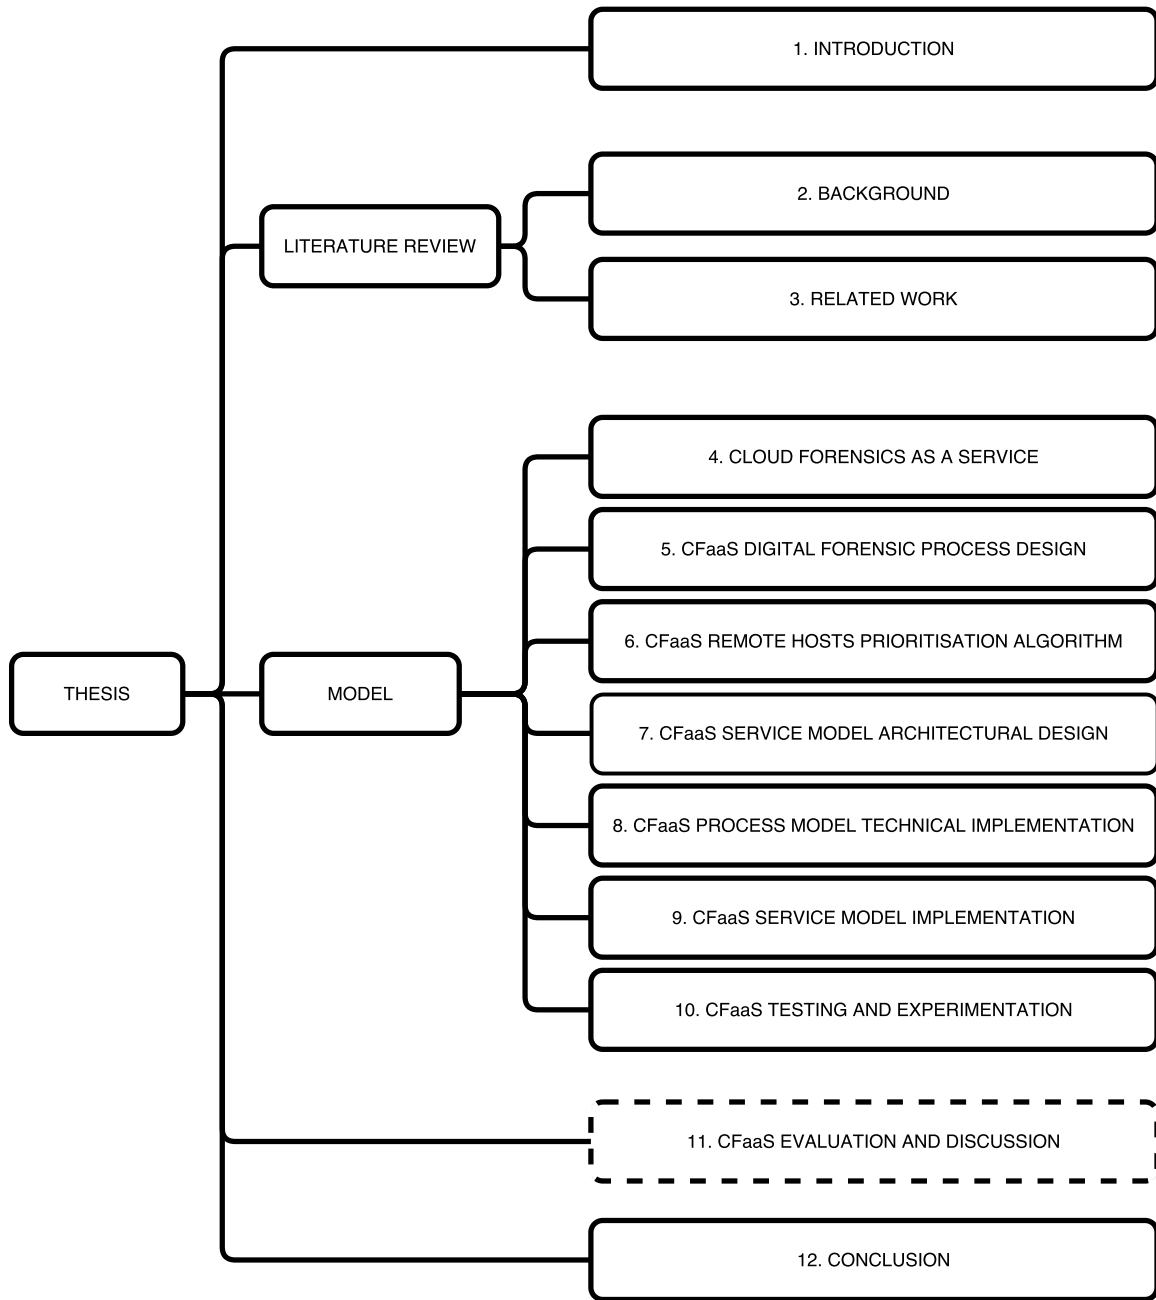 1. INTRODUCTION
2. BACKGROUND
LITERATURE REVIEW
3. RELATED WORK
4. CLOUD FORENSICS AS A SERVICE
5. CFaaS DIGITAL FORENSIC PROCESS DESIGN
6. CFaaS REMOTE HOSTS PRIORITISATION ALGORITHM
THESIS
MODEL
7. CFaaS SERVICE MODEL ARCHITECTURAL DESIGN
8. CFaaS PROCESS MODEL TECHNICAL IMPLEMENTATION
9. CFaaS SERVICE MODEL IMPLEMENTATION
10. CFaaS TESTING AND EXPERIMENTATION
11. CFaaS EVALUATION AND DISCUSSION
12. CONCLUSION